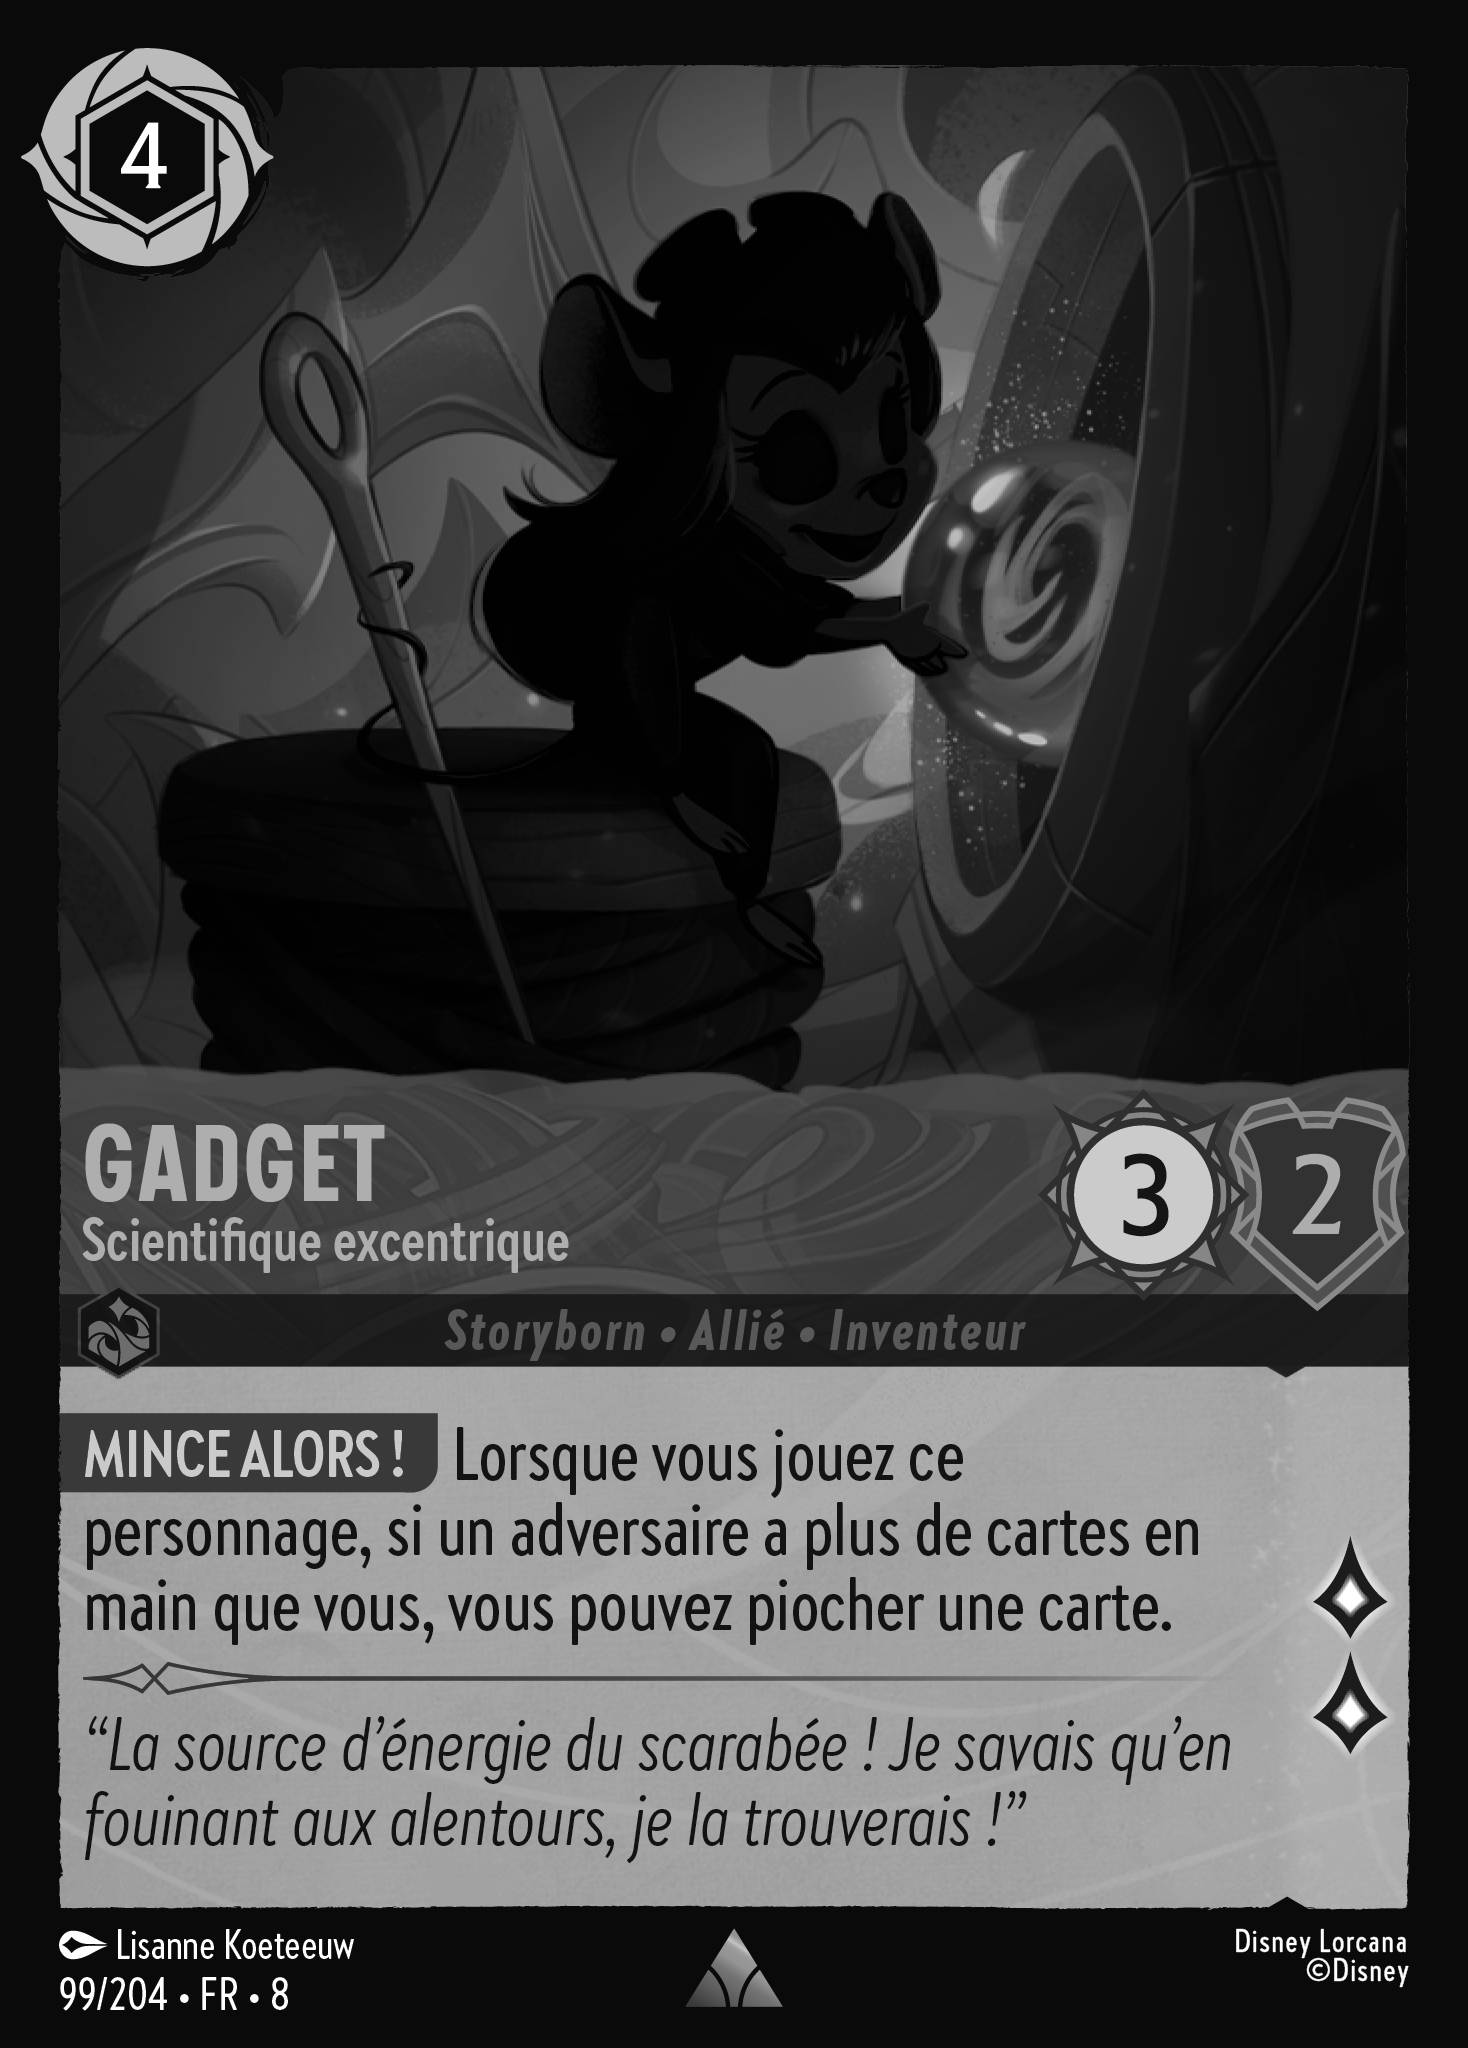 4
GADGET
Scientifique excentrique
3
2
Storyborn • Allié • Inventeur
MINCE ALORS ! Lorsque vous jouez ce
personnage, si un adversaire a plus de cartes en
main que vous, vous pouvez piocher une carte.
“La source d’énergie du scarabée ! Je savais qu’en
fouinant aux alentours, je la trouverais !”
Lisanne Koeteeuw
99/204 • FR • 8
Disney Lorcana
©Disney